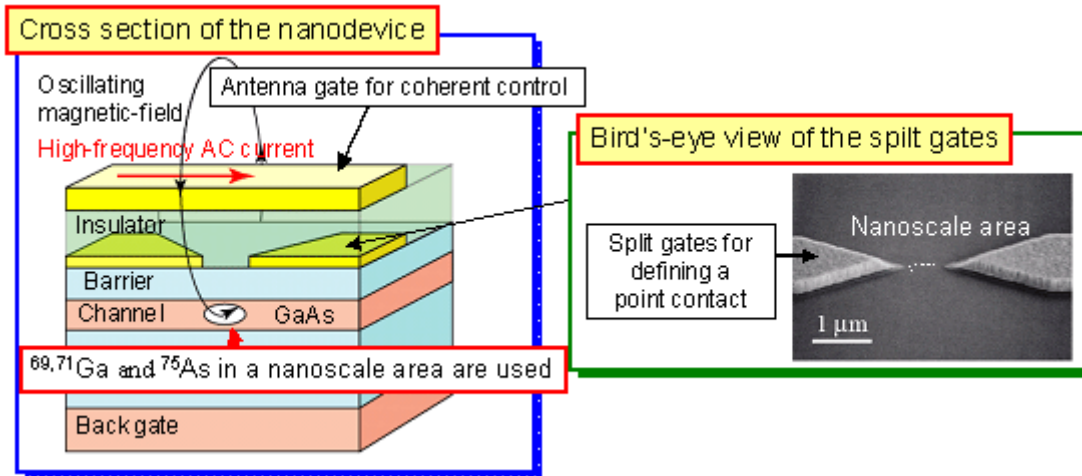 Cross section of the nanodevice
Oscillating
magnetic-field
Antenna gate for coherent control
High-frequency AC current
Insulator
Barrier
Channel
GaAs
69,71Ga and 75As in a nanoscale area are used
Back gate
Bird's-eye view of the spilt gates
Split gates for
defining a
point contact
Nanoscale area
1 μm